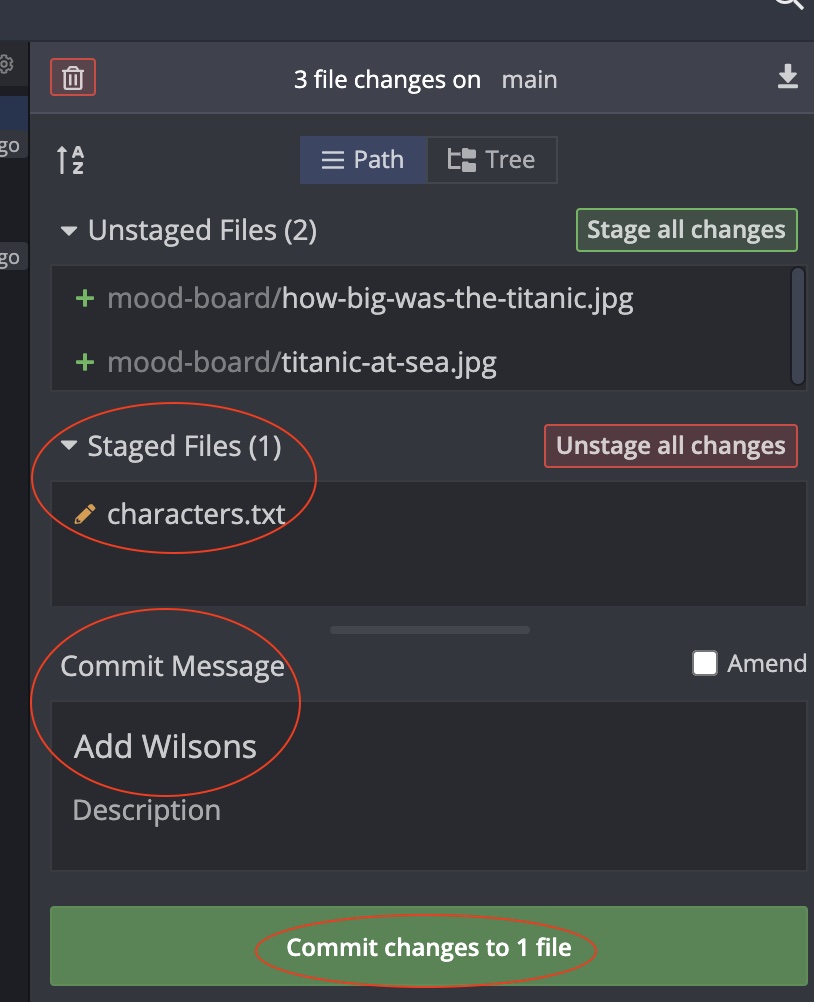 3 file changes on main
go
A
Z
Path
Tree
Unstaged Files (2)
Stage all changes
go
+ mood-board/how-big-was-the-titanic.jpg
+ mood-board/titanic-at-sea.jpg
Staged Files (1)
Unstage all changes
characters.txt
Commit Message
Amend
Add Wilsons
Description
Commit changes to 1 file